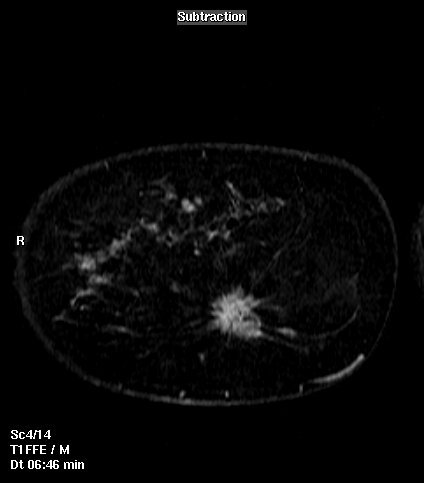 Subtraction
R
Sc4/14
T1FFE / M
Dt 06:46 min